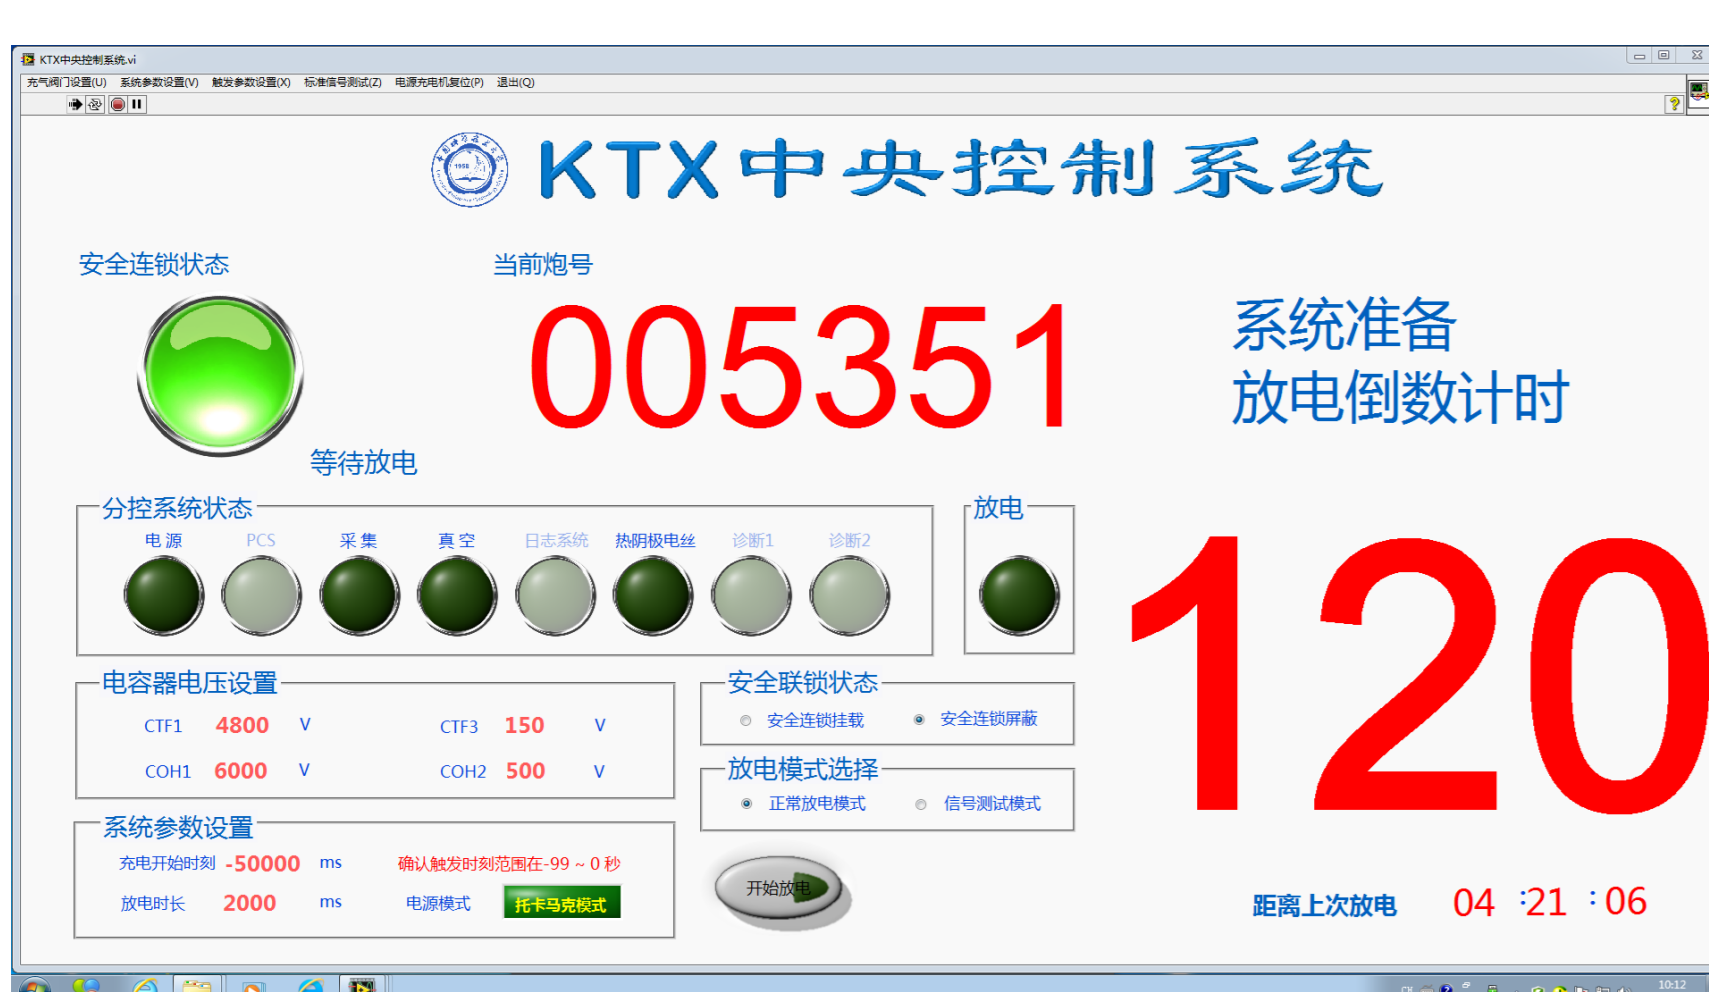 KTX中央控制系统.vi
充气阀门设置(U) 系统参数设置(V) 触发参数设置(X) 标准信号测试(Z) 电源充电机复位(P) 退出(Q)
1958
KTX中央控制系统
安全连锁状态
当前炮号
005351
系统准备
放电倒数计时
等待放电
分控系统状态
电源 PCS 采集 真空 日志系统 热阴极电丝 诊断1 诊断2
放电
120
电容器电压设置
CTF1 4800 V CTF3 150 V
COH1 6000 V COH2 500 V
安全联锁状态
安全连锁挂载 安全连锁屏蔽
放电模式选择
正常放电模式 信号测试模式
系统参数设置
充电开始时刻 -50000 ms 确认触发时刻范围在-99 ~ 0 秒
放电时长 2000 ms 电源模式 托卡马克模式
开始放电
距离上次放电 04 :21 :06
CH
10:12